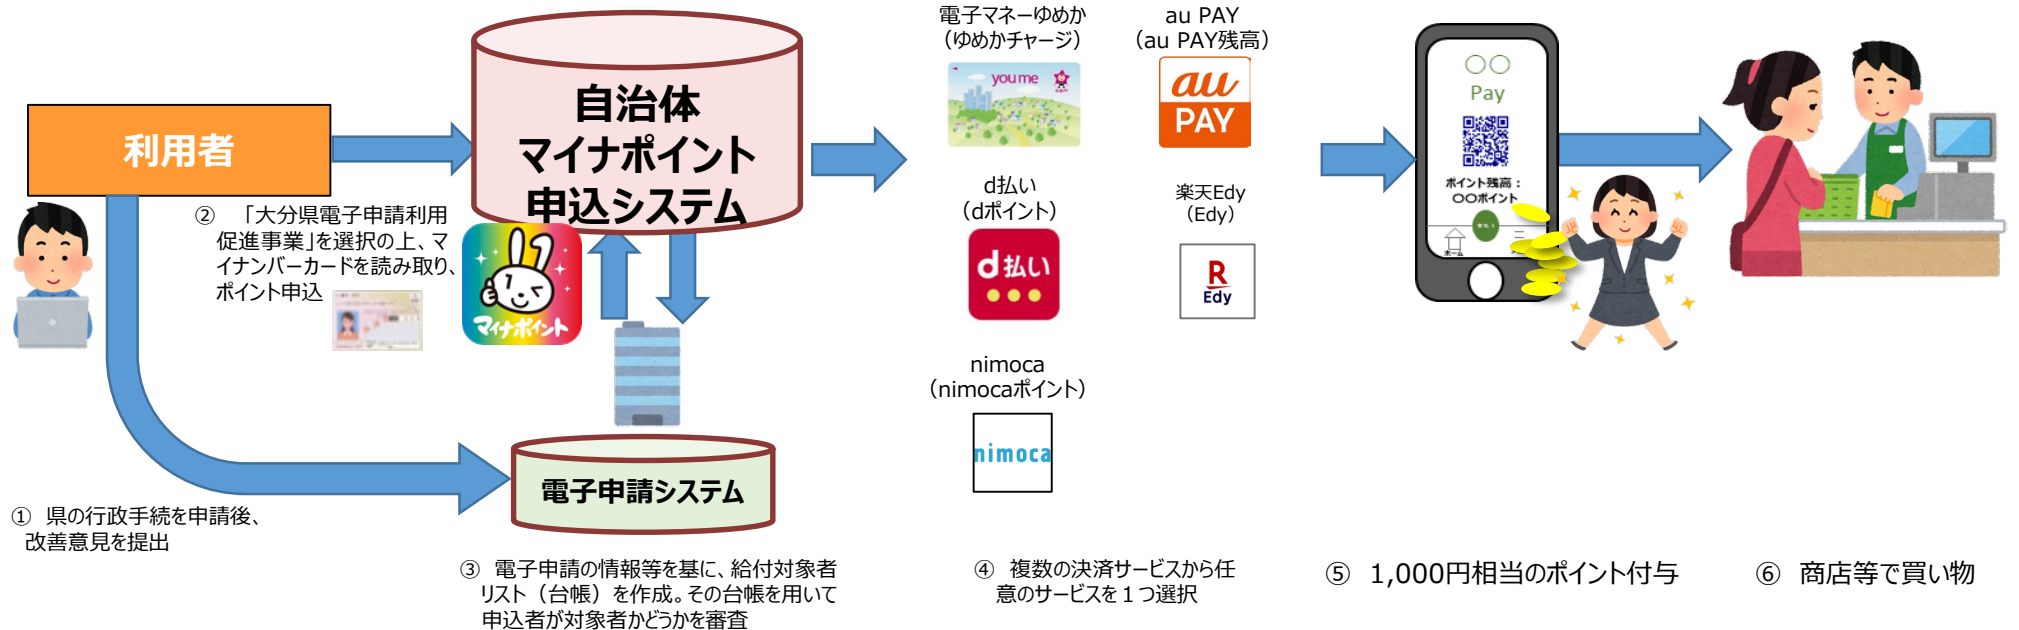 利用者
① 県の行政手続を申請後、
改善意見を提出
② 「大分県電子申請利用
促進事業」を選択の上、マ
イナンバーカードを読み取り、
ポイント申込
自治体
マイナポイント
申込システム
マイナポイント
電子申請システム
③ 電子申請の情報等を基に、給付対象者
リスト（台帳）を作成。その台帳を用いて
申込者が対象者かどうかを審査
電子マネーゆめか
（ゆめかチャージ）
youme
au PAY
（au PAY残高）
au
PAY
d払い
（dポイント）
d払い
楽天Edy
（Edy）
R
Edy
nimoca
（nimocaポイント）
nimoca
④ 複数の決済サービスから任
意のサービスを１つ選択
〇〇
Pay
ポイント残高：
〇〇ポイント
ホーム
⑤ 1,000円相当のポイント付与
⑥ 商店等で買い物